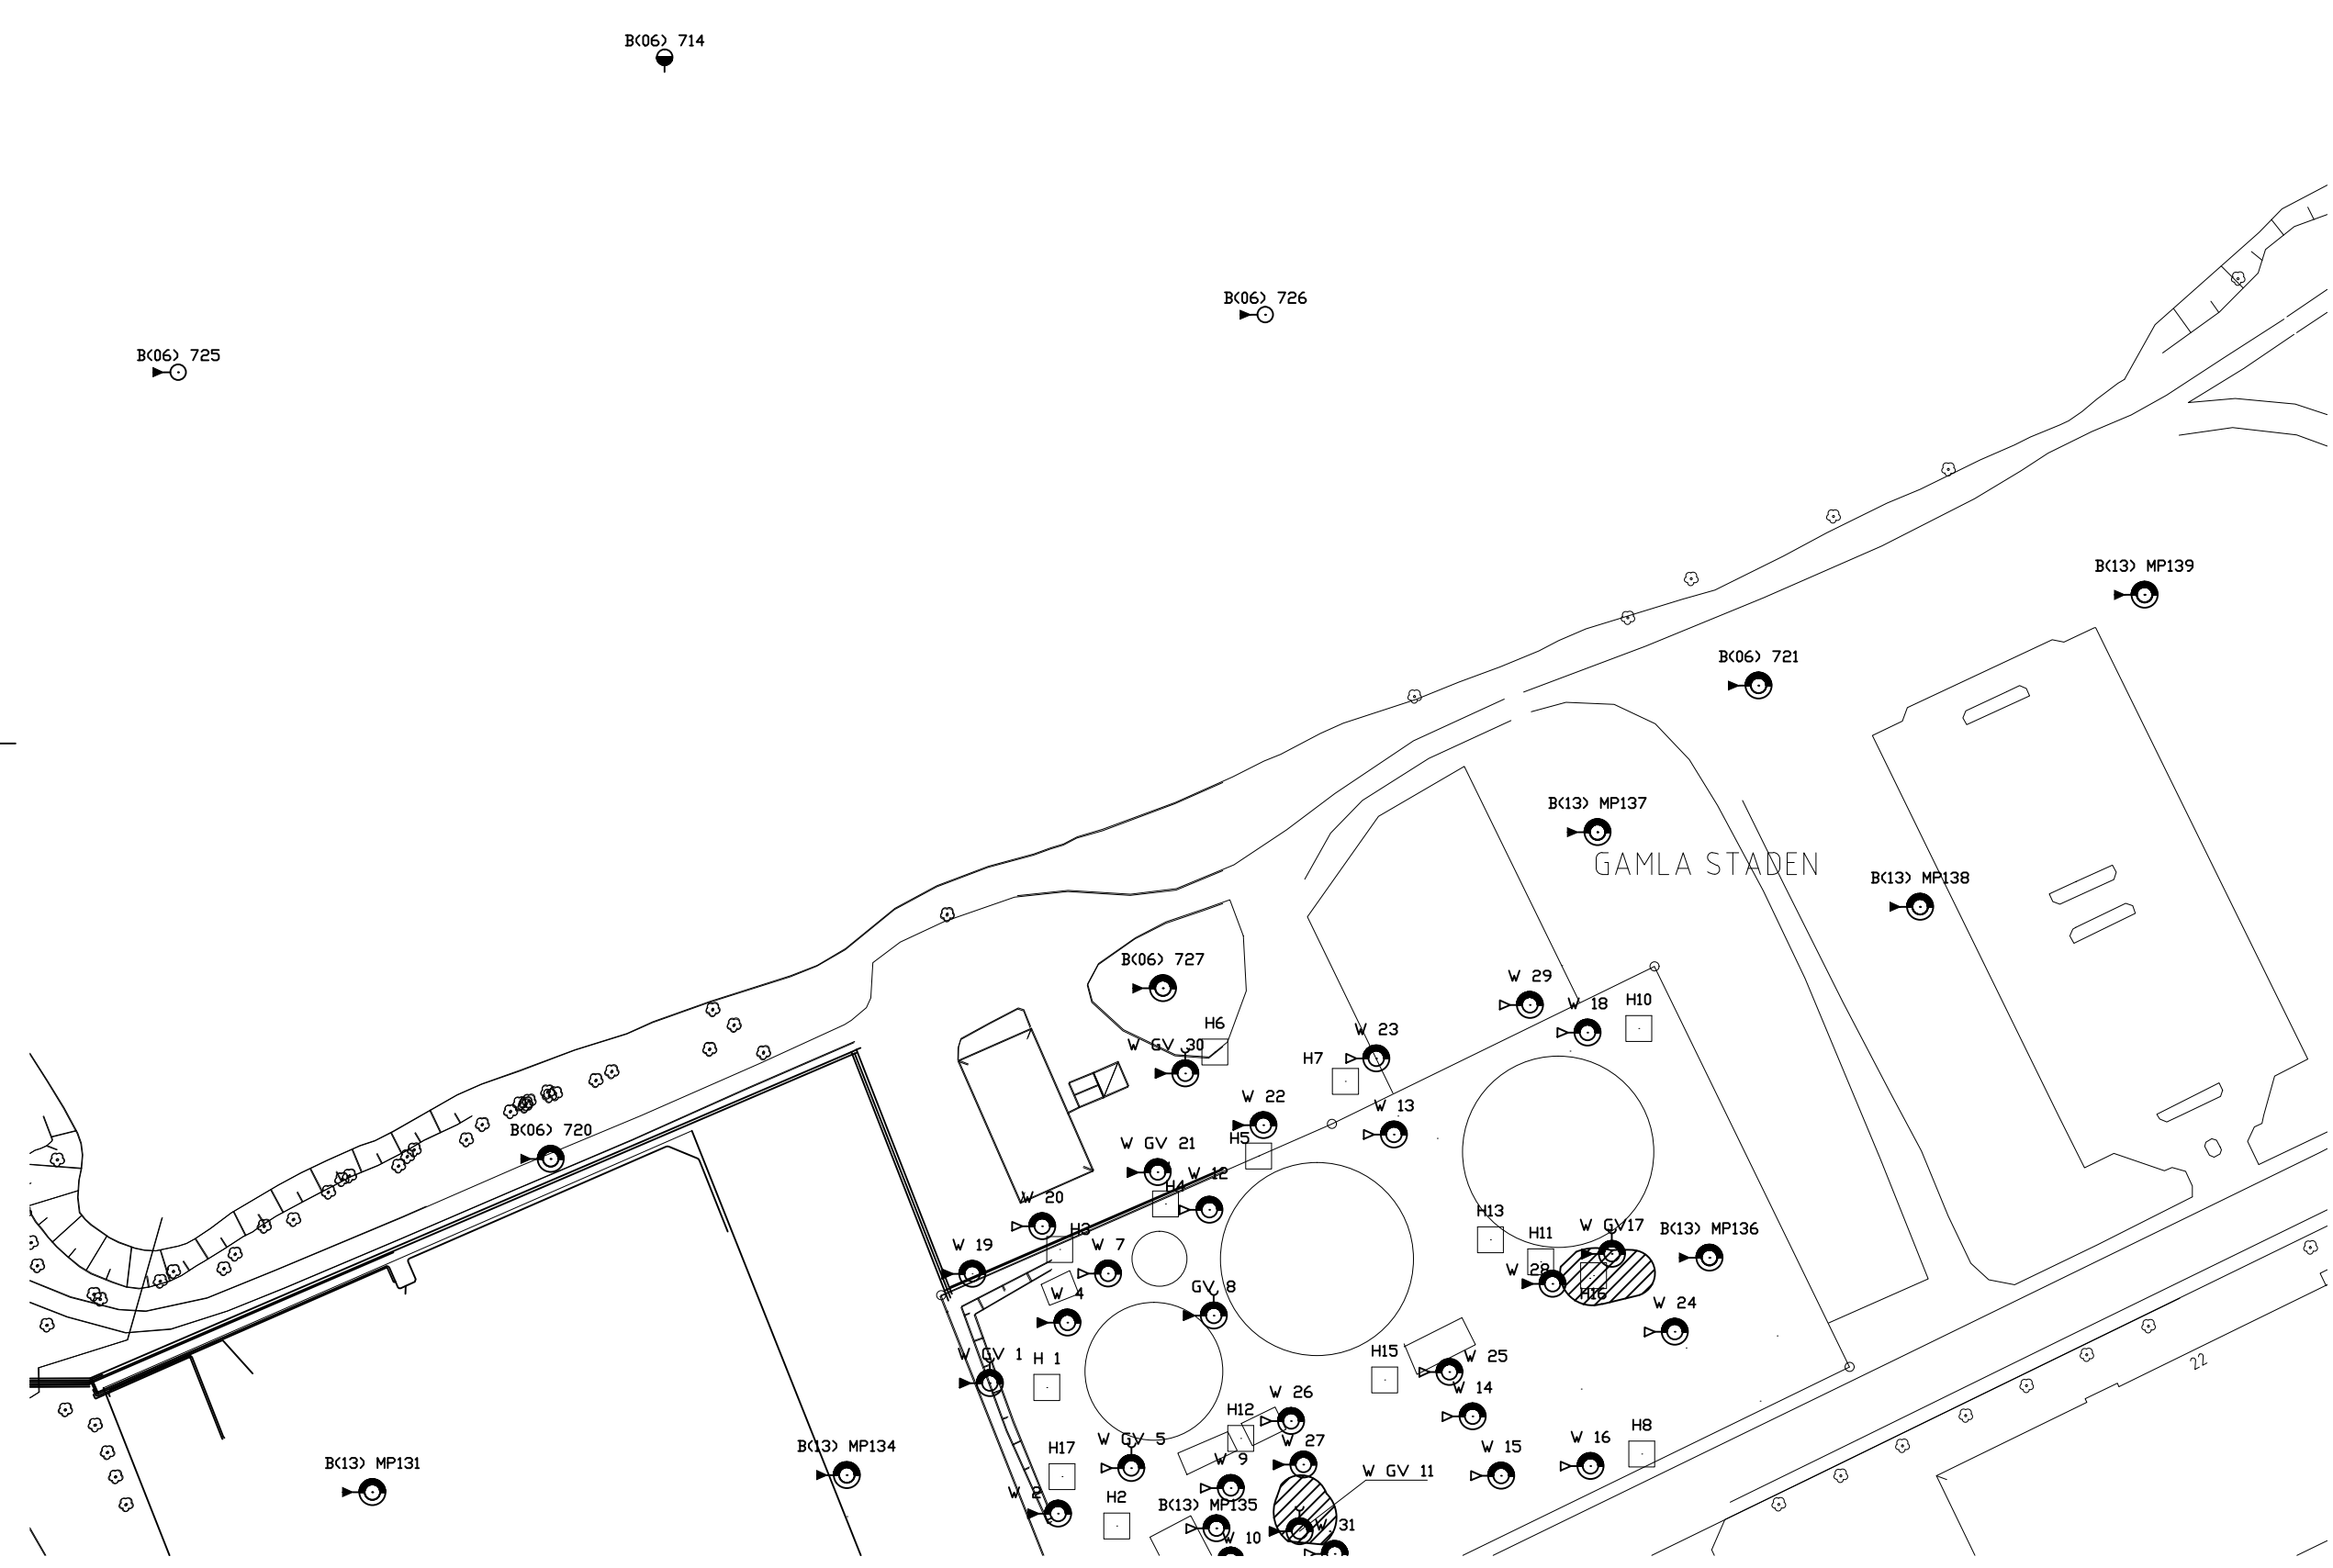 B(06) 714
B(06) 726
B(06) 725
B(13) MP139
B(06) 721
B(13) MP137
GAMLA STADEN
B(13) MP138
B(06) 727
W 29
W 18
H10
H6
W 23
W GV 30
H7
W 22
W 13
B(06) 720
H5
W GV 21
W 12
H4
W 20
H3
H13
W GV17
B(13) MP136
H11
W 19
W 7
W 28
W 4
GV 8
H16
W 24
W GV 1
H 1
H15
W 25
W 14
22
W 26
H12
B(13) MP134
W GV 5
W 27
W 15
W 16
H8
B(13) MP131
H17
W 9
W GV 11
W 2
H2
B(13) MP135
W 10
W 31